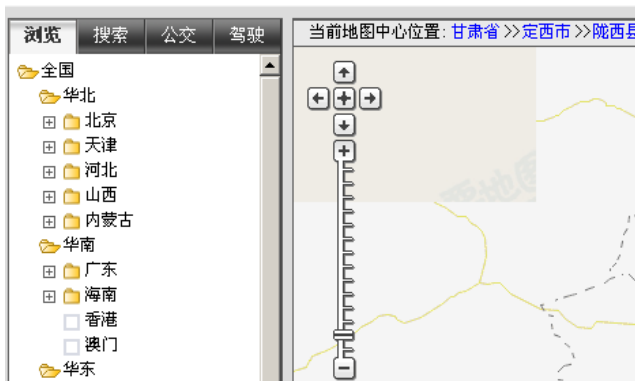 浏览 搜索 公交 驾驶
当前地图中心位置: 甘肃省>>定西市>>陇西县
全国
华北
北京
天津
河北
山西
内蒙古
华南
广东
海南
香港
澳门
华东